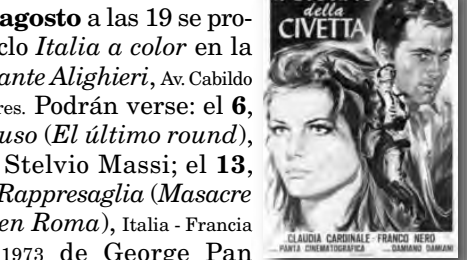 agosto a las 19 se pro-
clo Italia a color en la
ante Alighieri, Av. Cabildo
res. Podrán verse: el 6,
uso (El último round),
Stelvio Massi; el 13,
Rappresaglia (Masacre
en Roma), Italia - Francia
1973 de George Pan
della
CIVETTA
CLAUDIA CARDINALE - FRANCO NERO
PANTA CINEMATOGRAFICA
DAMIANO DAMIANI